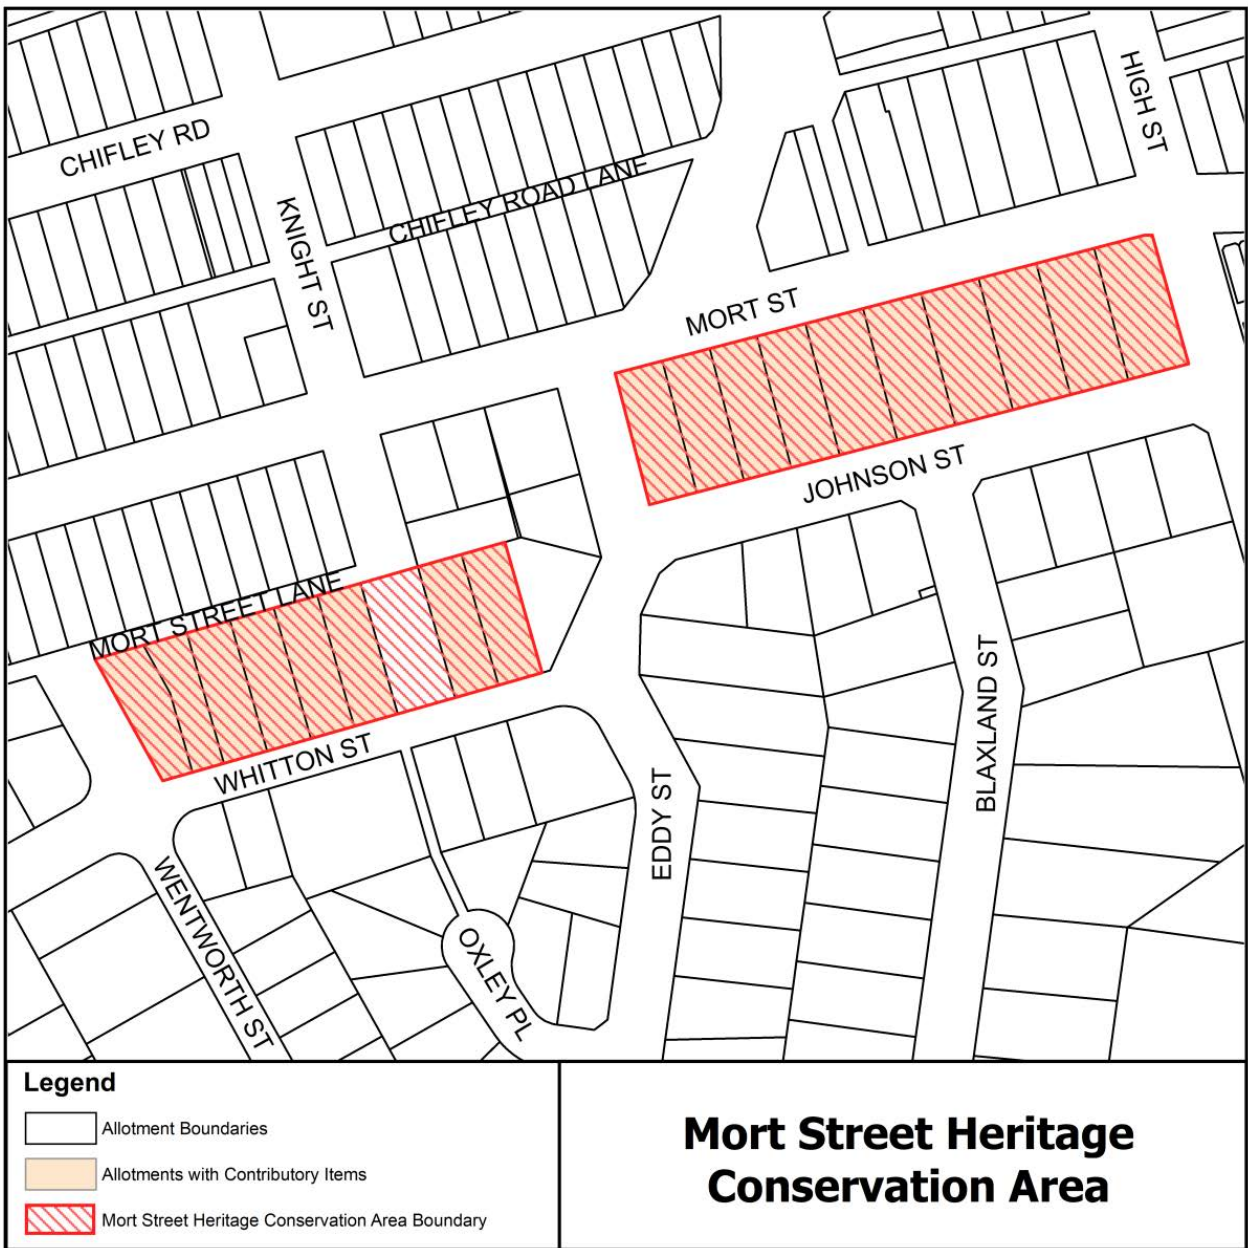 HIGH ST
CHIFLEY RD
CHIFLEY ROAD LANE
KNIGHT ST
MORT ST
JOHNSON ST
MORT STREET LANE
WHITTON ST
BLAXLAND ST
EDDY ST
WENTWORTH ST
OXLEY PL
Legend
Allotment Boundaries
Allotments with Contributory Items
Mort Street Heritage Conservation Area Boundary
Mort Street Heritage
Conservation Area